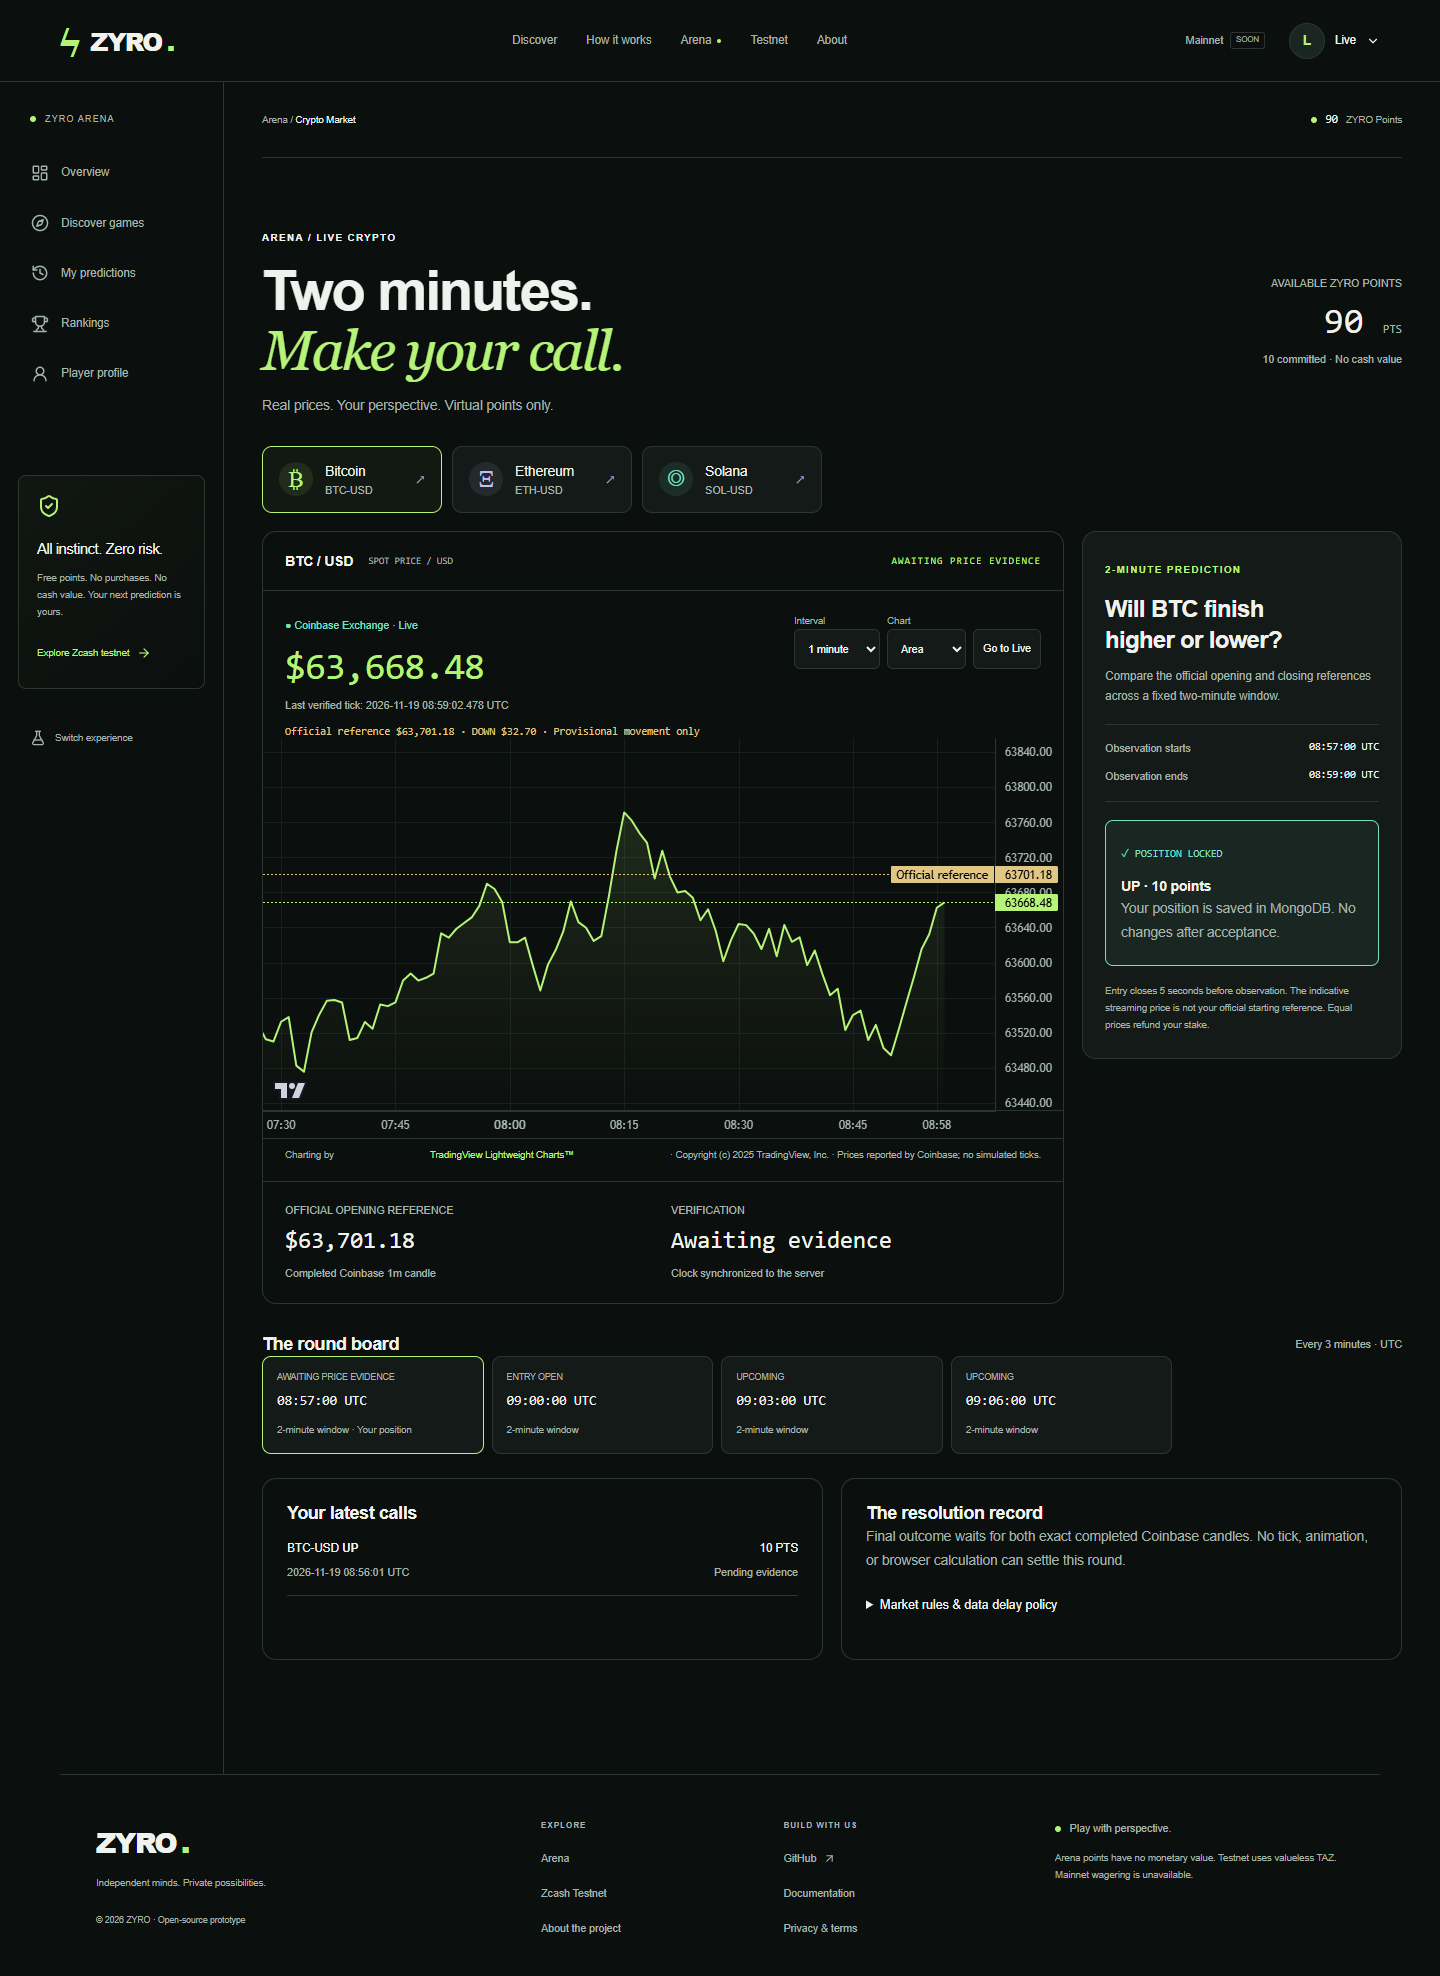 ZYRO.
Discover
How it works
Arena
Testnet
About
Mainnet SOON
L Live
ZYRO ARENA
Overview
Discover games
My predictions
Rankings
Player profile
All instinct. Zero risk.
Free points. No purchases. No
cash value. Your next prediction is
yours.
Explore Zcash testnet →
Switch experience
Arena / Crypto Market
90 ZYRO Points
ARENA / LIVE CRYPTO
Two minutes.
Make your call.
Real prices. Your perspective. Virtual points only.
AVAILABLE ZYRO POINTS
90 PTS
10 committed · No cash value
Bitcoin
BTC-USD
↗
Ethereum
ETH-USD
↗
Solana
SOL-USD
↗
BTC / USD SPOT PRICE / USD
AWAITING PRICE EVIDENCE
Coinbase Exchange · Live
$63,668.48
Last verified tick: 2026-11-19 08:59:02.478 UTC
Official reference $63,701.18 · DOWN $32.70 · Provisional movement only
Interval
1 minute
Chart
Area
Go to Live
63840.00
63800.00
63760.00
63720.00
Official reference 63701.18
63680.00
63668.48
63640.00
63600.00
63560.00
63520.00
63480.00
63440.00
07:30
07:45
08:00
08:15
08:30
08:45
08:58
Charting by TradingView Lightweight Charts™ · Copyright (c) 2025 TradingView, Inc. · Prices reported by Coinbase; no simulated ticks.
OFFICIAL OPENING REFERENCE
$63,701.18
Completed Coinbase 1m candle
VERIFICATION
Awaiting evidence
Clock synchronized to the server
2-MINUTE PREDICTION
Will BTC finish
higher or lower?
Compare the official opening and closing references
across a fixed two-minute window.
Observation starts 08:57:00 UTC
Observation ends 08:59:00 UTC
✓ POSITION LOCKED
UP · 10 points
Your position is saved in MongoDB. No
changes after acceptance.
Entry closes 5 seconds before observation. The indicative
streaming price is not your official starting reference. Equal
prices refund your stake.
The round board
Every 3 minutes · UTC
AWAITING PRICE EVIDENCE
08:57:00 UTC
2-minute window · Your position
ENTRY OPEN
09:00:00 UTC
2-minute window
UPCOMING
09:03:00 UTC
2-minute window
UPCOMING
09:06:00 UTC
2-minute window
Your latest calls
BTC-USD UP 10 PTS
2026-11-19 08:56:01 UTC Pending evidence
The resolution record
Final outcome waits for both exact completed Coinbase candles. No tick, animation,
or browser calculation can settle this round.
▶ Market rules & data delay policy
ZYRO.
Independent minds. Private possibilities.
© 2026 ZYRO · Open-source prototype
EXPLORE
Arena
Zcash Testnet
About the project
BUILD WITH US
GitHub ↗
Documentation
Privacy & terms
Play with perspective.
Arena points have no monetary value. Testnet uses valueless TAZ.
Mainnet wagering is unavailable.